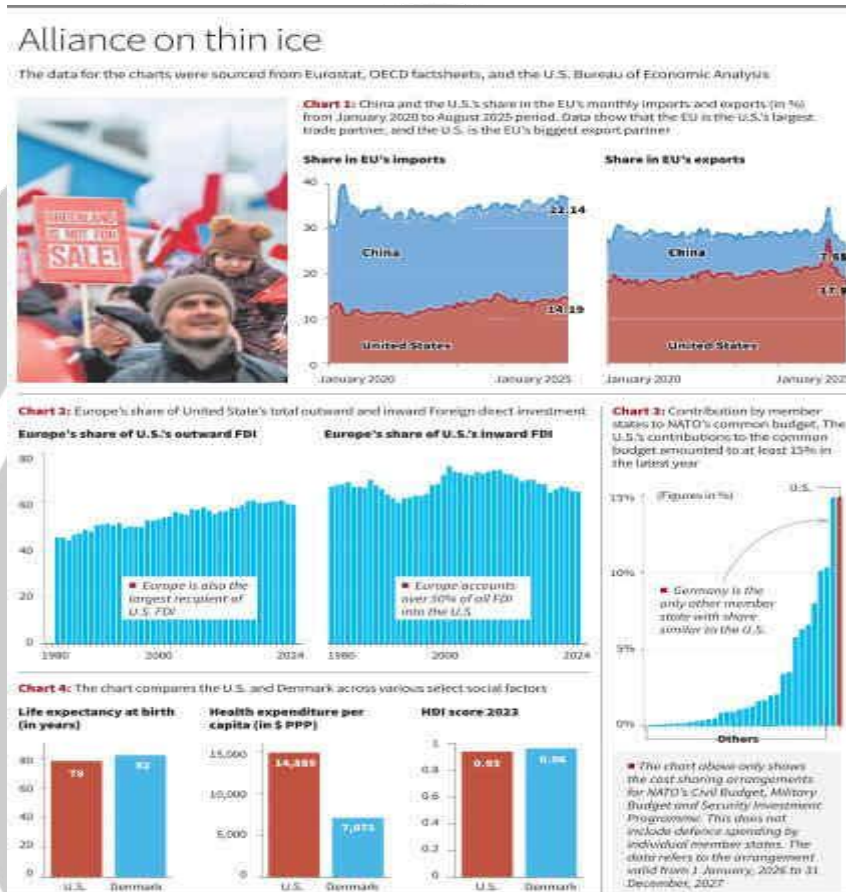 Alliance on thin ice
The data for the charts were sourced from Eurostat, OECD factsheets, and the U.S. Bureau of Economic Analysis
Chart 1: China and the U.S.'s share in the EU's monthly imports and exports (in %)
from January 2020 to August 2025 period. Data show that the EU is the U.S.'s largest
trade partner, and the U.S. is the EU's biggest export partner
Share in EU's imports
40
30
20
10
0
22.14
China
14.19
United States
January 2020
January 2025
Share in EU's exports
China
United States
January 2020
GREENLAND
IS NOT FOR
SALE!
Chart 2: Europe's share of United State's total outward and inward Foreign direct investment
Europe's share of U.S.'s outward FDI
80
60
40
20
0
■ Europe is also the
largest recipient of
U.S. FDI
1980
2000
2024
Europe's share of U.S.'s inward FDI
■ Europe accounts
over 50% of all FDI
into the U.S.
1980
2000
2024
Chart 3: Contribution by member
states to NATO's common budget. The
U.S.'s contributions to the common
budget amounted to at least 15% in
the latest year
U.S.
15%
(Figures in %)
10%
■ Germany is the
only other member
state with share
similar to the U.S.
5%
0%
Others
■ The chart above only shows
the cost sharing arrangements
for NATO's Civil Budget, Military
Budget and Security Investment
Programme. This does not
include defence spending by
individual member states. The
data refers to the arrangement
valid from 1 January, 2026 to 31
December, 2027
Chart 4: The chart compares the U.S. and Denmark across various select social factors
Life expectancy at birth
(in years)
80
60
40
20
0
82
U.S.
Denmark
Health expenditure per
capita (in $ PPP)
15,000
10,000
5,000
0
U.S.
Denmark
HDI score 2023
1
0.8
0.6
0.4
0.2
0
0.96
U.S.
Denmark